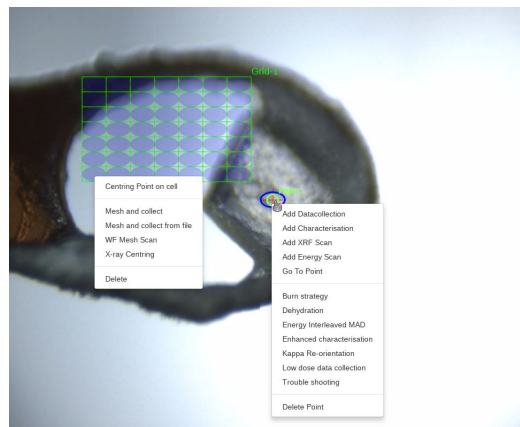 Grid-1
Centring Point on cell
Mesh and collect
Mesh and collect from file
WF Mesh Scan
X-ray Centring
Delete
Add Datacollection
Add Characterisation
Add XRF Scan
Add Energy Scan
Go To Point
Burn strategy
Dehydration
Energy Interleaved MAD
Enhanced characterisation
Kappa Re-orientation
Low dose data collection
Trouble shooting
Delete Point